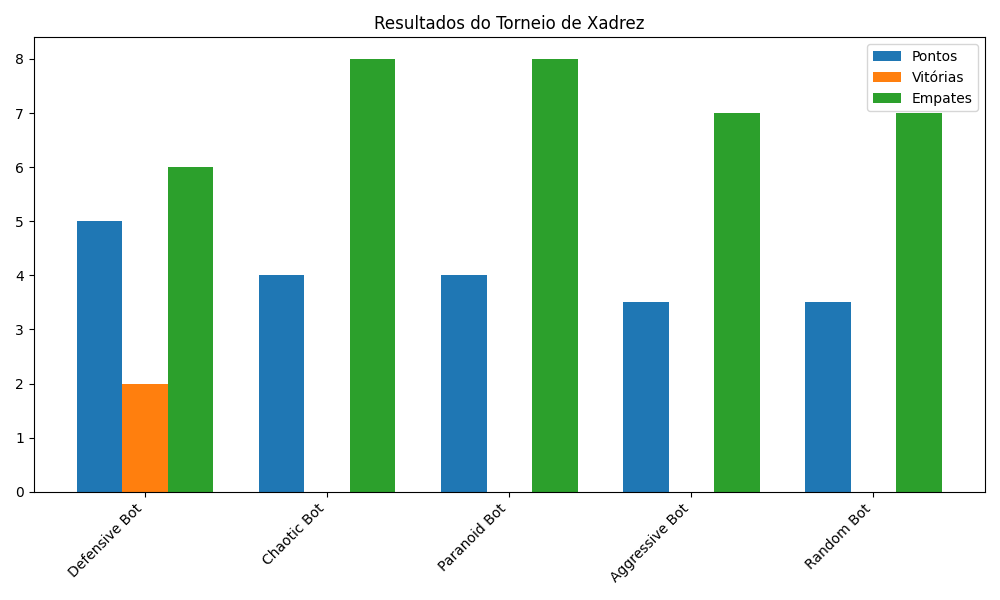 Resultados do Torneio de Xadrez
Pontos
Vitórias
Empates
8
7
6
5
4
3
2
1
0
Defensive Bot
Chaotic Bot
Paranoid Bot
Aggressive Bot
Random Bot